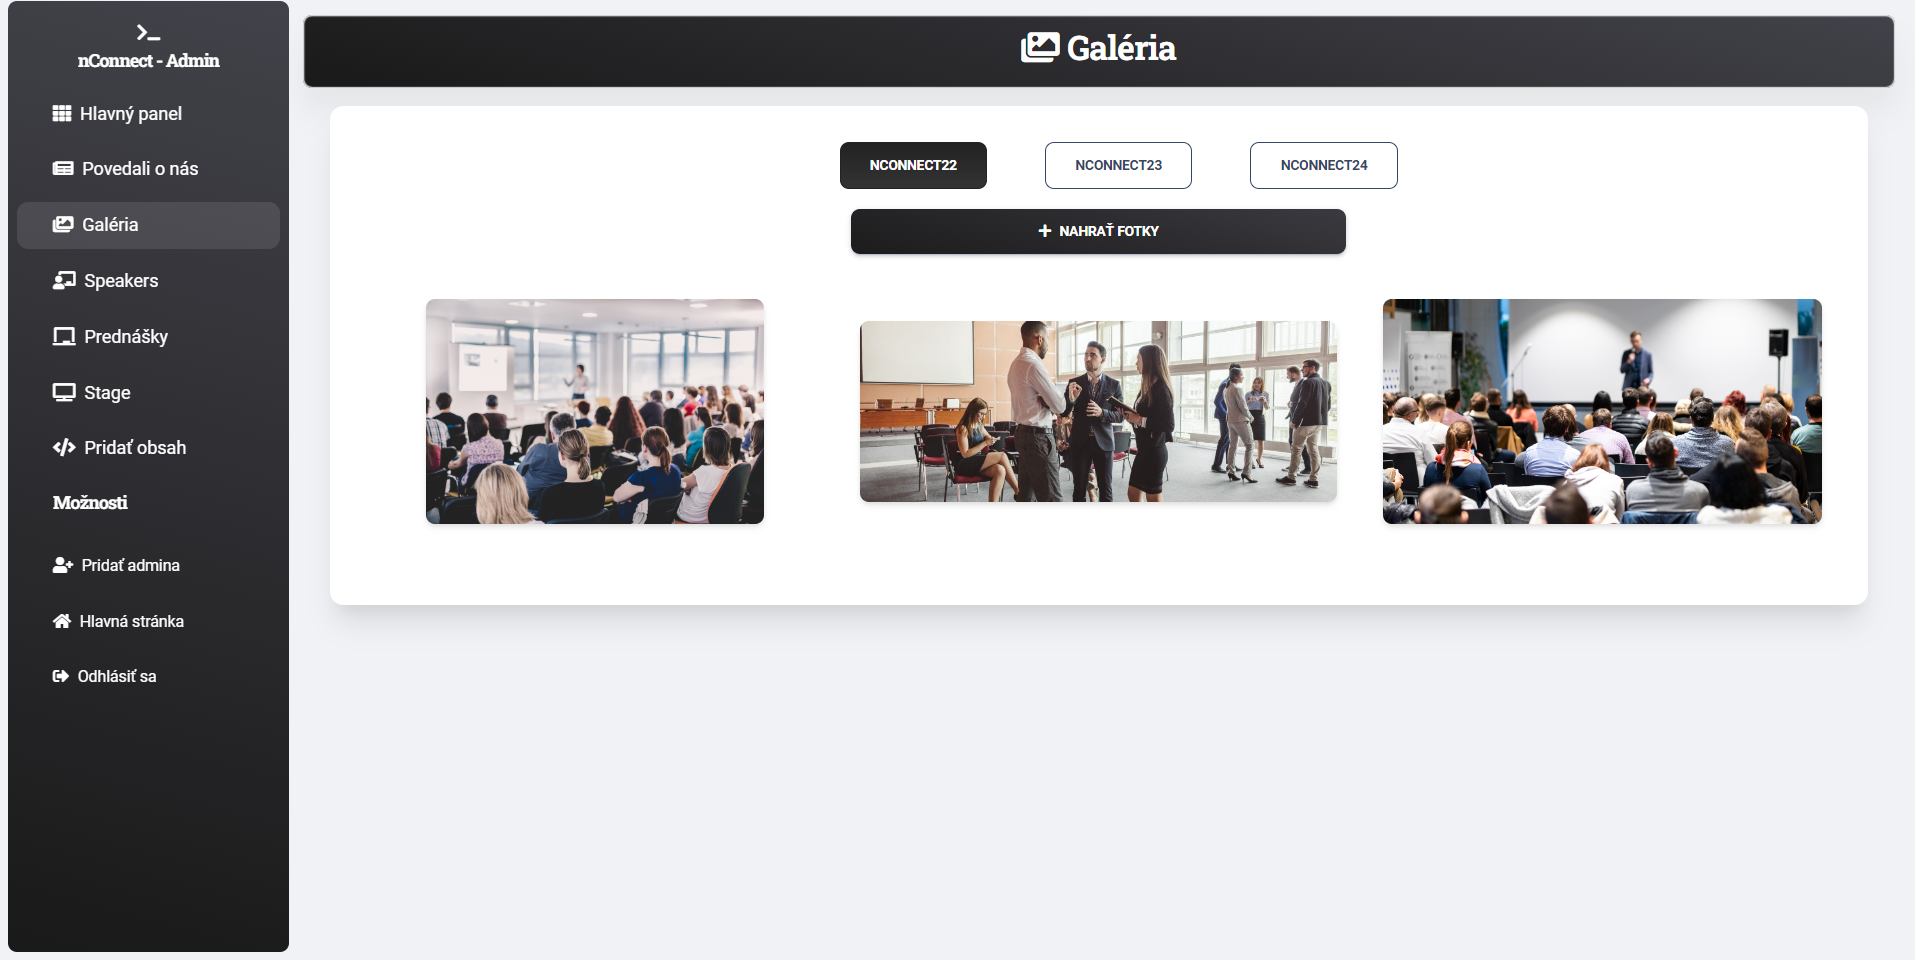 nConnect - Admin
Hlavný panel
Povedali o nás
Galéria
Speakers
Prednášky
Stage
Pridať obsah
Možnosti
Pridať admina
Hlavná stránka
Odhlásiť sa
Galéria
NCONNECT22
NCONNECT23
NCONNECT24
NAHRAŤ FOTKY